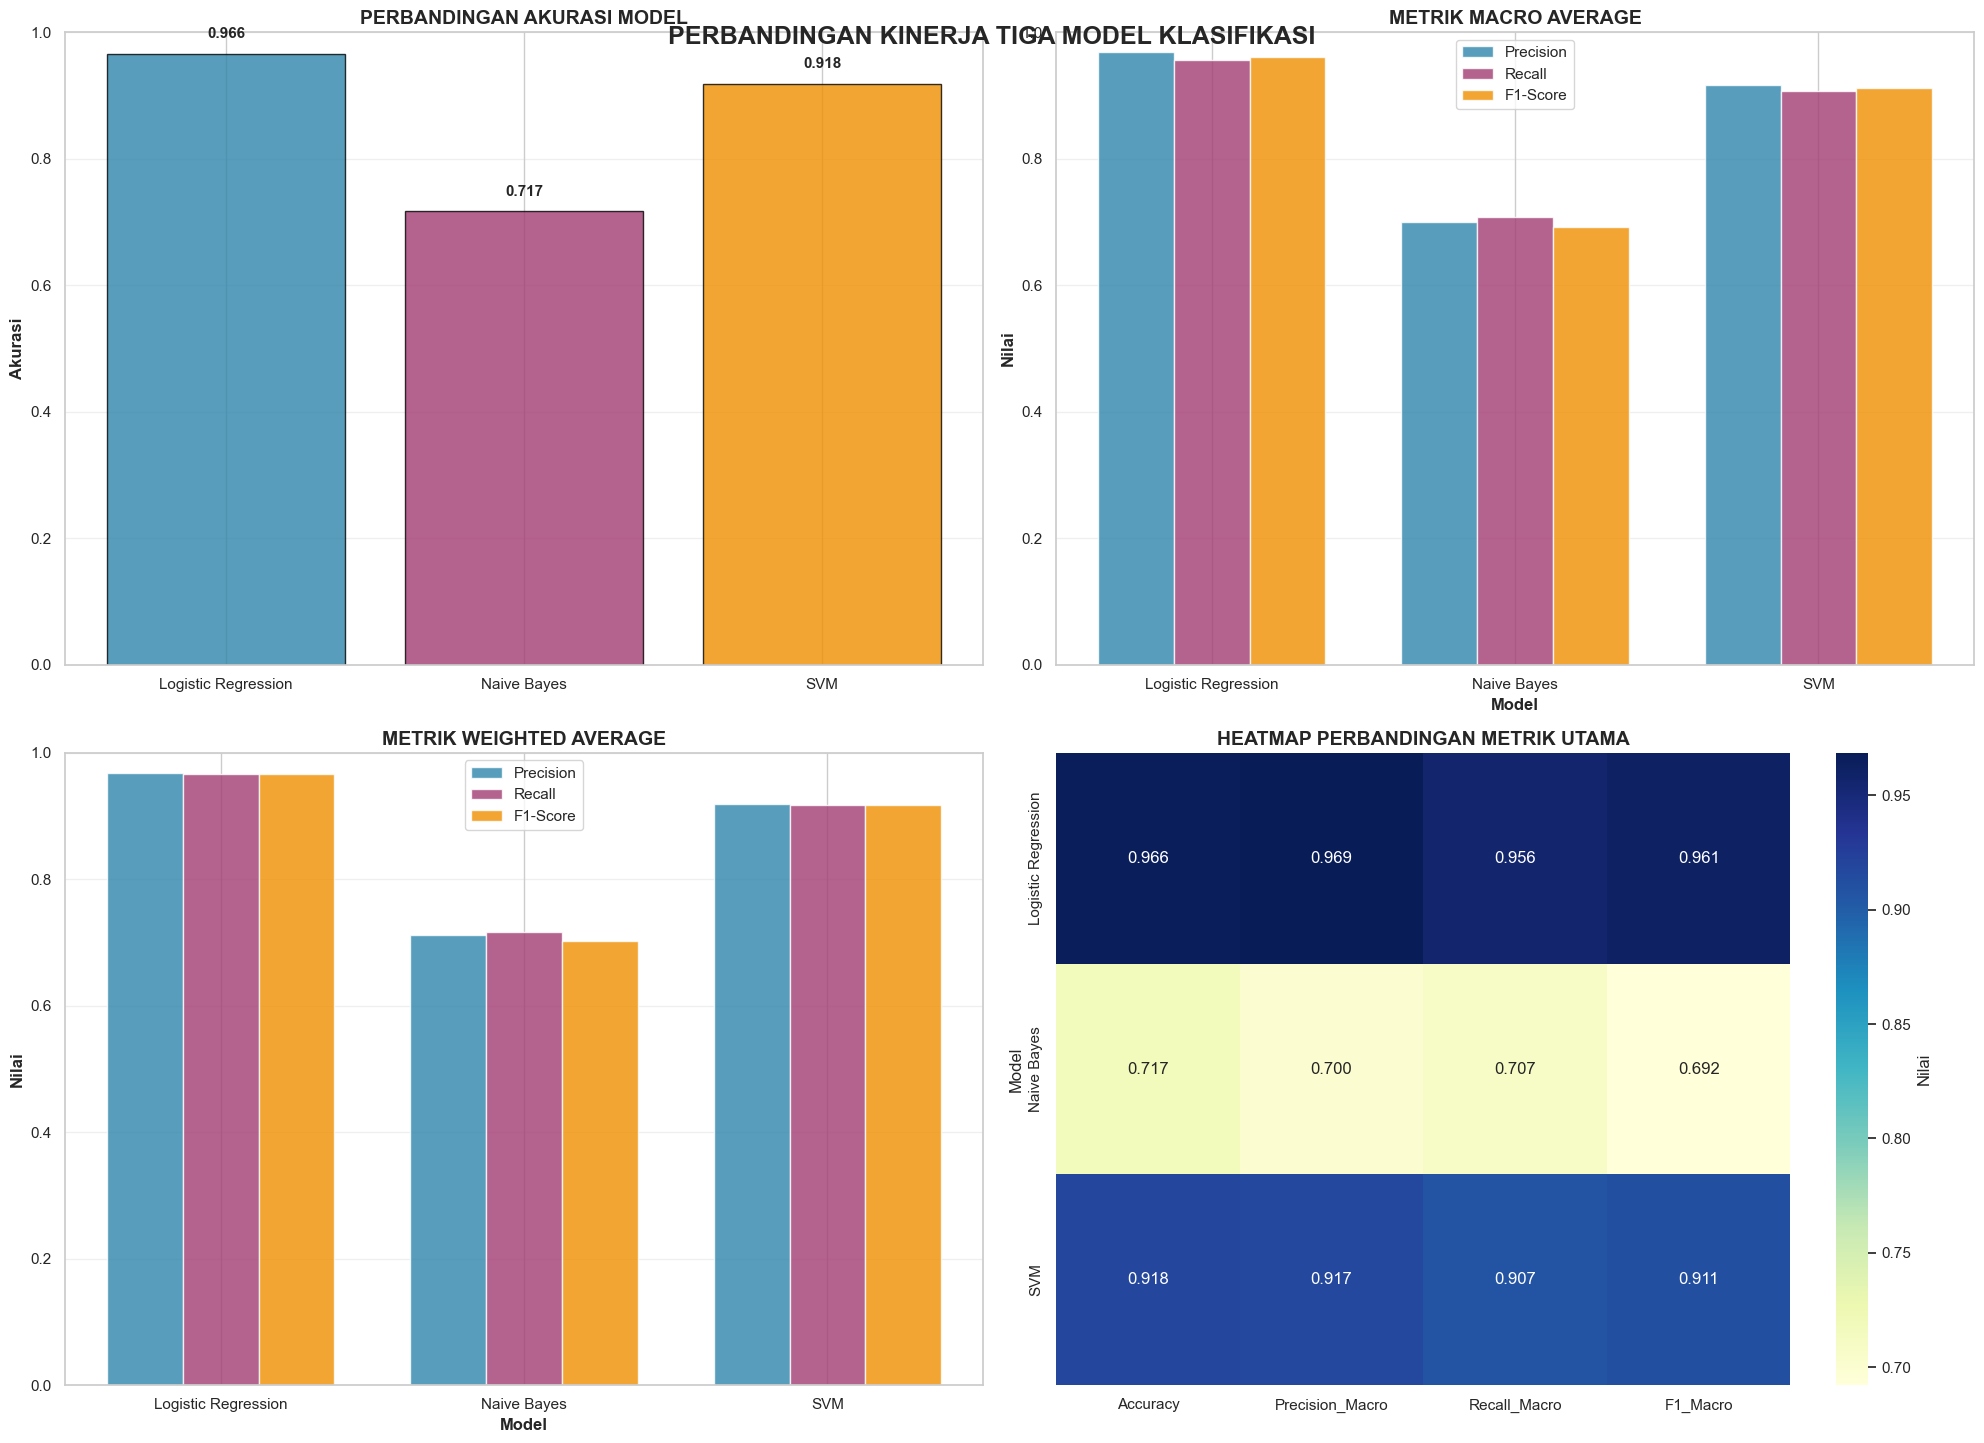 PERBANDINGAN KINERJA TIGA MODEL KLASIFIKASI
PERBANDINGAN AKURASI MODEL
1.0
0.8
0.6
0.4
0.2
0.0
Akurasi
0.966
0.717
0.918
Logistic Regression
Naive Bayes
SVM
METRIK MACRO AVERAGE
1.0
0.8
0.6
0.4
0.2
0.0
Nilai
Precision
Recall
F1-Score
Logistic Regression
Naive Bayes
SVM
Model
METRIK WEIGHTED AVERAGE
1.0
0.8
0.6
0.4
0.2
0.0
Nilai
Precision
Recall
F1-Score
Logistic Regression
Naive Bayes
SVM
Model
HEATMAP PERBANDINGAN METRIK UTAMA
Model
Logistic Regression
0.966 0.969 0.956 0.961
Naive Bayes
0.717 0.700 0.707 0.692
SVM
0.918 0.917 0.907 0.911
Accuracy Precision_Macro Recall_Macro F1_Macro
0.95
0.90
0.85
0.80
0.75
0.70
Nilai